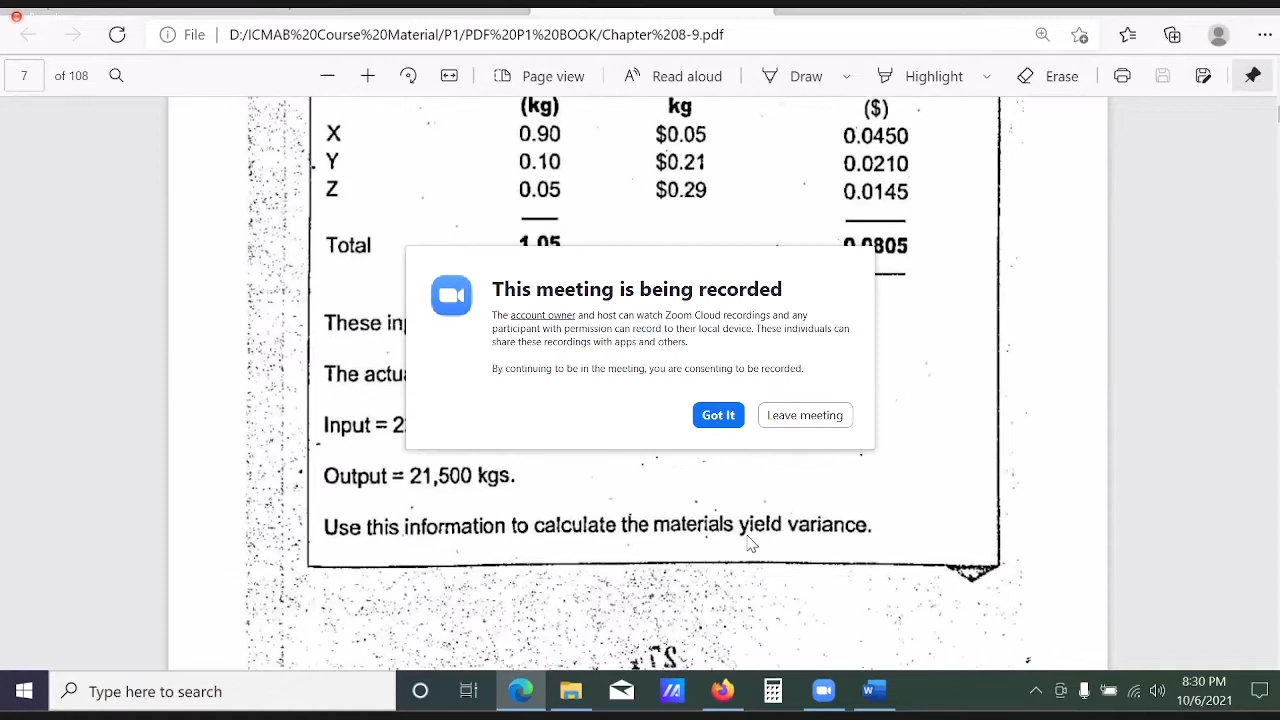 File
D:/ICMAB%20Course%20Material/P1/PDF%20P1%20BOOK/Chapter%208-9.pdf
7 of 108
Page view
Read aloud
Draw
Highlight
Erase
(kg) kg ($)
X 0.90 $0.05 0.0450
Y 0.10 $0.21 0.0210
Z 0.05 $0.29 0.0145
Total 1.05 0.0805
This meeting is being recorded
The account owner and host can watch Zoom Cloud recordings and any
participant with permission can record to their local device. These individuals can
share these recordings with apps and others.
By continuing to be in the meeting, you are consenting to be recorded.
Got It Leave meeting
These
The
Input = 2
Output = 21,500 kgs.
Use this information to calculate the materials yield variance.
Type here to search
8:30 PM
10/6/2021